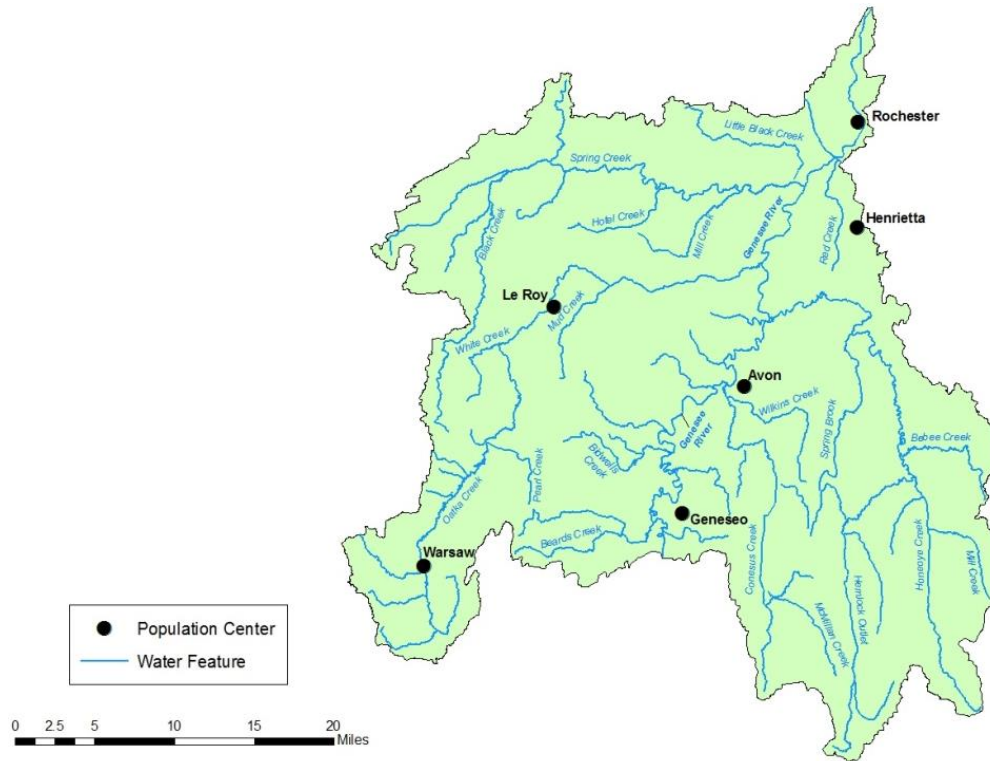 Rochester
Little Black Creek
Spring Creek
Henrietta
Hotel Creek
Mill Creek
Genesee River
Red Creek
Black Creek
Le Roy
Mud Creek
White Creek
Avon
Wilkins Creek
Genesee
River
Spring Brook
Bebee Creek
Bidwells
Creek
Pearl Creek
Oatka Creek
Geneseo
Beards Creek
Warsaw
Conesus Creek
McMillan Creek
Hemlock Outlet
Honeoye Creek
Mill Creek
Population Center
Water Feature
0 2.5 5 10 15 20
Miles